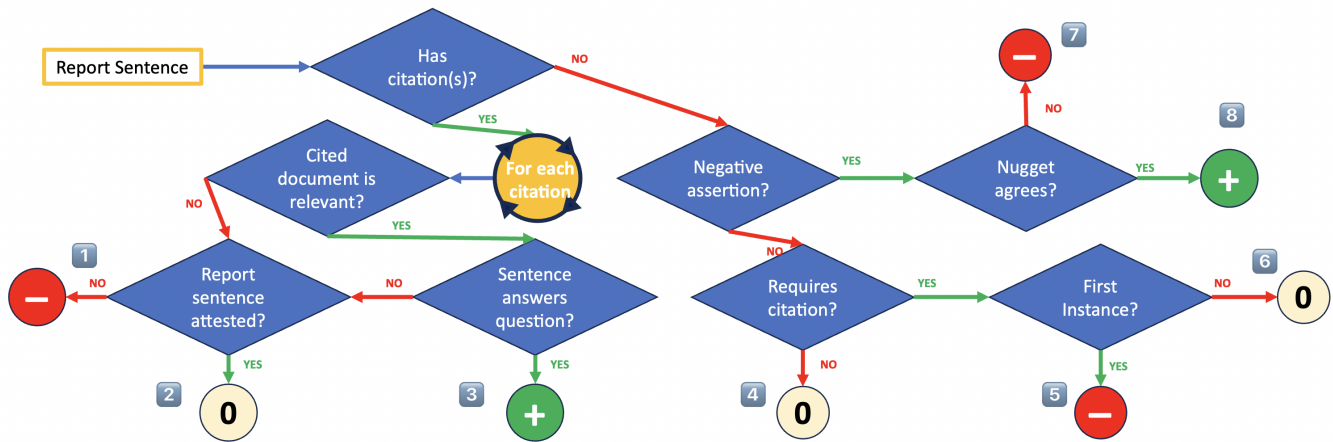 Report Sentence
Has
citation(s)?
NO
YES
For each
citation
Cited
document is
relevant?
NO
YES
Report
sentence
attested?
NO
1
–
YES
2
0
Sentence
answers
question?
NO
YES
3
+
Negative
assertion?
YES
NO
Nugget
agrees?
NO
7
–
YES
8
+
Requires
citation?
YES
NO
4
0
First
Instance?
NO
6
0
YES
5
–